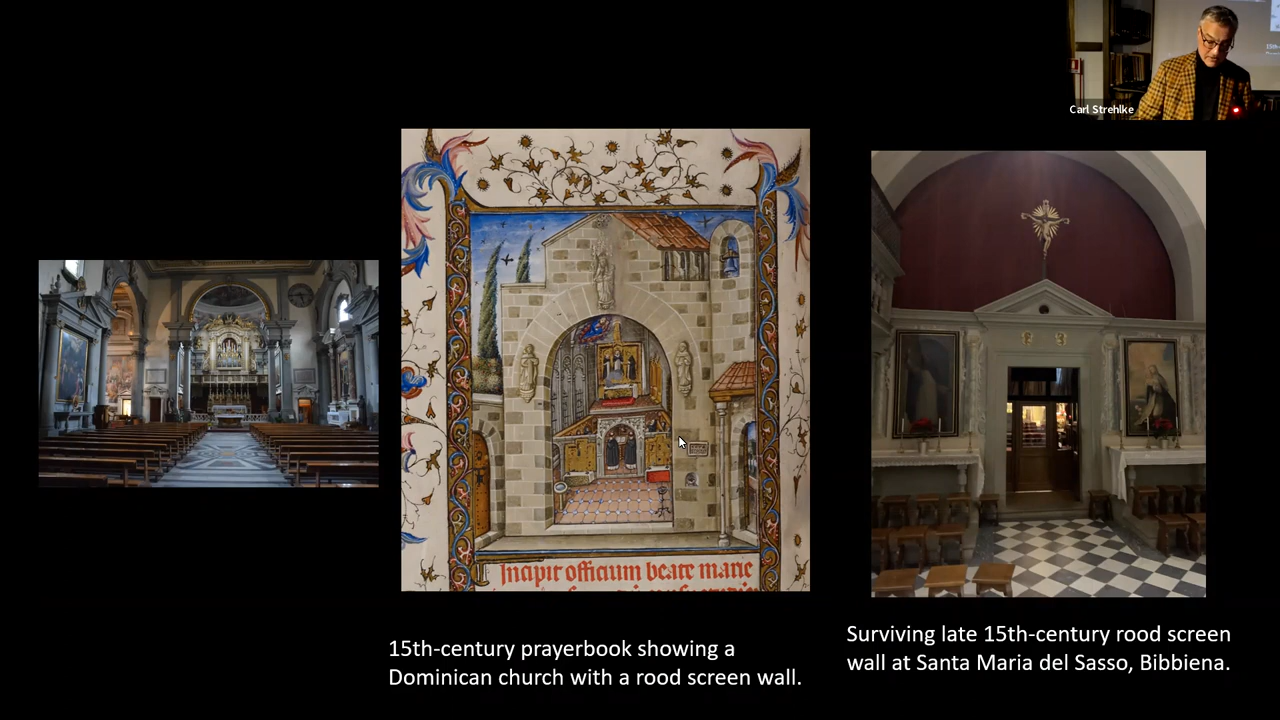 Carl Strehlke
Incipit officium beate marie
15th-century prayerbook showing a
Dominican church with a rood screen wall.
Surviving late 15th-century rood screen
wall at Santa Maria del Sasso, Bibbiena.